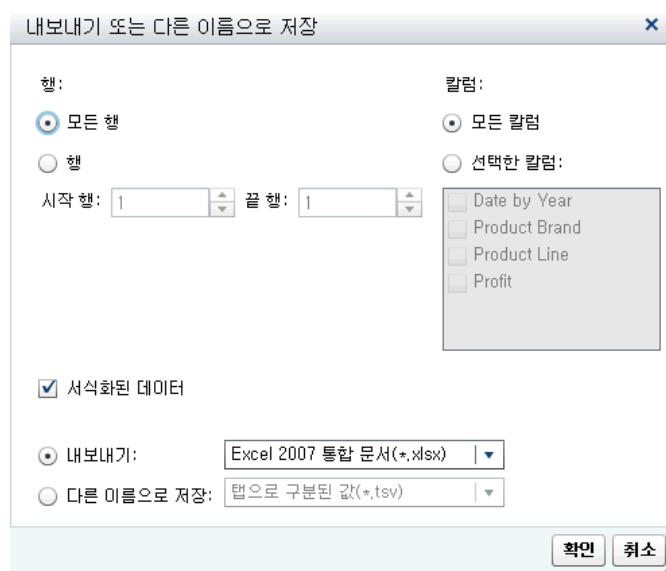 내보내기 또는 다른 이름으로 저장
행:
모든 행
행
시작 행: 1 끝 행: 1
칼럼:
모든 칼럼
선택한 칼럼:
Date by Year
Product Brand
Product Line
Profit
서식화된 데이터
내보내기: Excel 2007 통합 문서(*.xlsx)
다른 이름으로 저장: 탭으로 구분된 값(*.tsv)
확인 취소